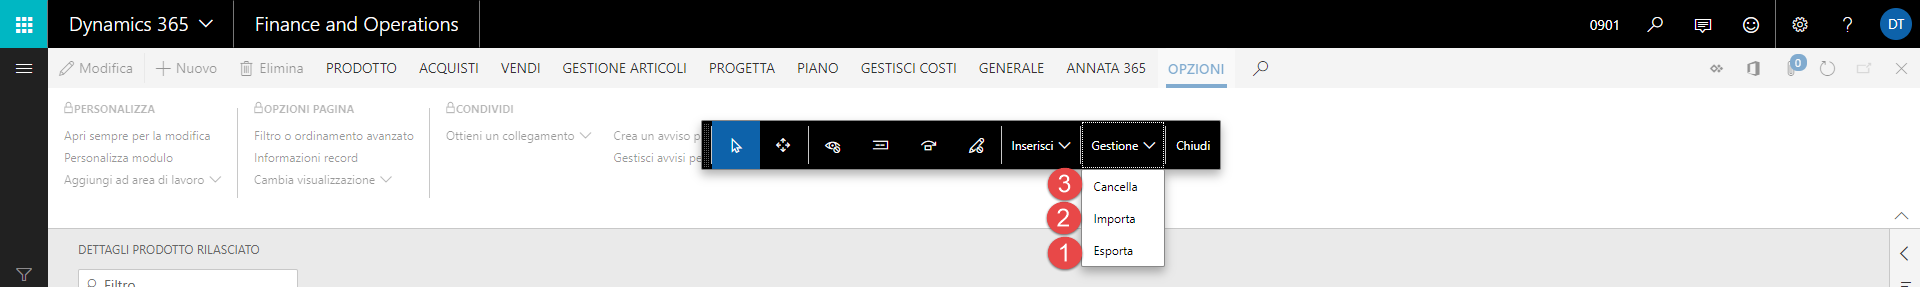 Dynamics 365 Finance and Operations 0901 ? DT
Modifica Nuovo Elimina PRODOTTO ACQUISTI VENDI GESTIONE ARTICOLI PROGETTA PIANO GESTISCI COSTI GENERALE ANNATA 365 OPZIONI 0
PERSONALIZZA
Apri sempre per la modifica
Personalizza modulo
Aggiungi ad area di lavoro
OPZIONI PAGINA
Filtro o ordinamento avanzato
Informazioni record
Cambia visualizzazione
CONDIVIDI
Ottieni un collegamento
Crea un avviso p
Gestisci avvisi pe
Inserisci Gestione Chiudi
3 Cancella
2 Importa
1 Esporta
DETTAGLI PRODOTTO RILASCIATO
Filtro